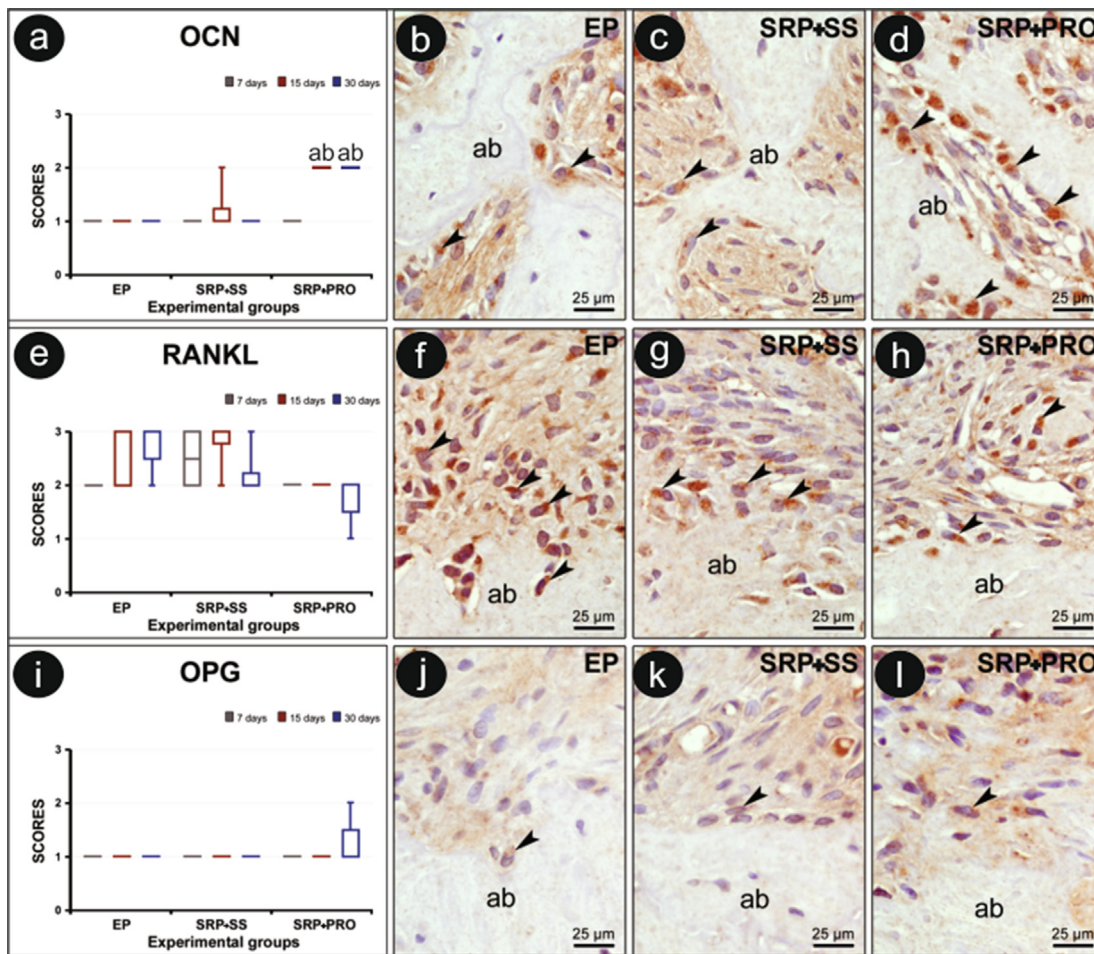 a
OCN
7 days 15 days 30 days
SCORES
3
2
1
0
ab ab
EP SRP+SS SRP+PRO
Experimental groups
b
EP
ab
25 µm
c
SRP+SS
ab
25 µm
d
SRP+PRO
ab
25 µm
e
RANKL
7 days 15 days 30 days
SCORES
3
2
1
0
EP SRP+SS SRP+PRO
Experimental groups
f
EP
ab
25 µm
g
SRP+SS
ab
25 µm
h
SRP+PRO
ab
25 µm
i
OPG
7 days 15 days 30 days
SCORES
3
2
1
0
EP SRP+SS SRP+PRO
Experimental groups
j
EP
ab
25 µm
k
SRP+SS
ab
25 µm
l
SRP+PRO
ab
25 µm